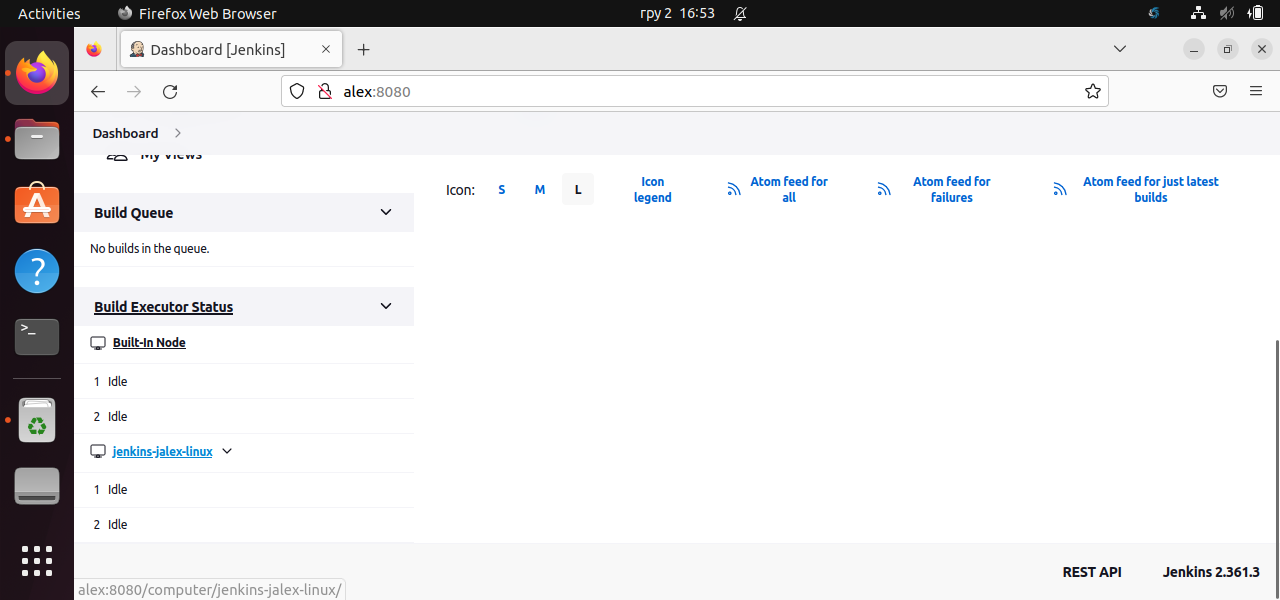 Activities
Firefox Web Browser
гру 2 16:53
Dashboard [Jenkins]
alex:8080
Dashboard
My Views
Icon: S M L
Icon legend
Atom feed for all
Atom feed for failures
Atom feed for just latest builds
Build Queue
No builds in the queue.
Build Executor Status
Built-In Node
1 Idle
2 Idle
jenkins-jalex-linux
1 Idle
2 Idle
REST API
Jenkins 2.361.3
alex:8080/computer/jenkins-jalex-linux/